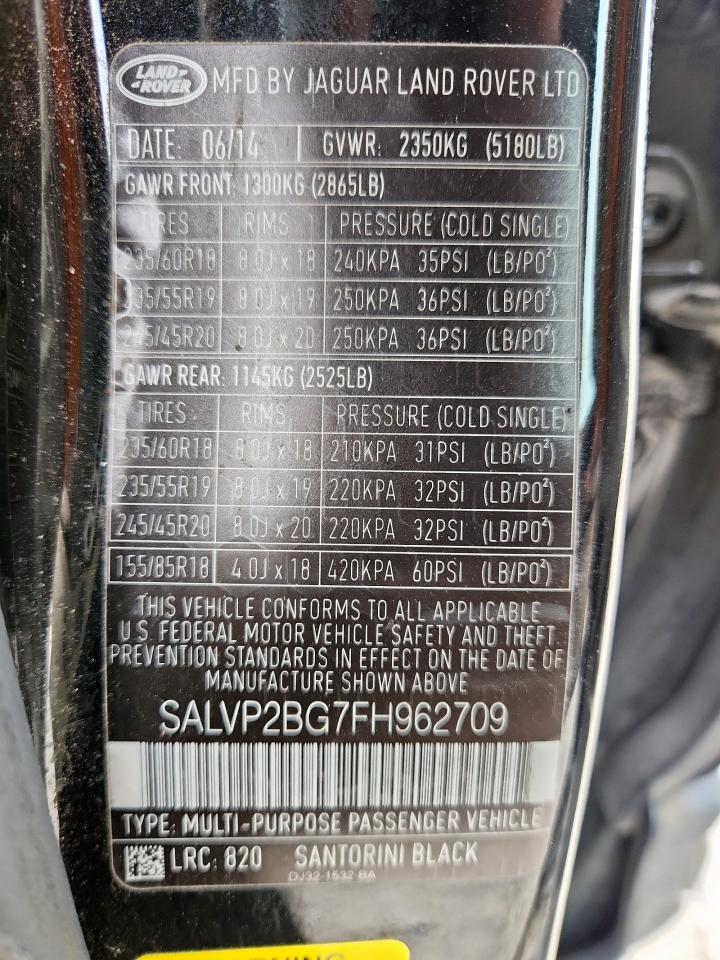 LAND ROVER MFD BY JAGUAR LAND ROVER LTD
DATE: 06/14 GVWR: 2350KG (5180LB)
GAWR FRONT: 1300KG (2865LB)
TIRES RIMS PRESSURE (COLD SINGLE)
235/60R18 8.0J x 18 240KPA 35PSI (LB/PO²)
235/55R19 8.0J x 19 250KPA 36PSI (LB/PO²)
245/45R20 8.0J x 20 250KPA 36PSI (LB/PO²)
GAWR REAR: 1145KG (2525LB)
TIRES RIMS PRESSURE (COLD SINGLE)
235/60R18 8.0J x 18 210KPA 31PSI (LB/PO²)
235/55R19 8.0J x 19 220KPA 32PSI (LB/PO²)
245/45R20 8.0J x 20 220KPA 32PSI (LB/PO²)
155/85R18 4.0J x 18 420KPA 60PSI (LB/PO²)
THIS VEHICLE CONFORMS TO ALL APPLICABLE
U.S. FEDERAL MOTOR VEHICLE SAFETY AND THEFT
PREVENTION STANDARDS IN EFFECT ON THE DATE OF
MANUFACTURE SHOWN ABOVE
SALVP2BG7FH962709
TYPE: MULTI-PURPOSE PASSENGER VEHICLE
LRC: 820 SANTORINI BLACK
DJ32-1532-BA